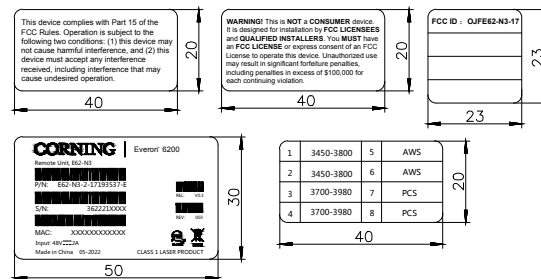 This device complies with Part 15 of the
FCC Rules. Operation is subject to the
following two conditions: (1) this device may
not cause harmful interference, and (2) this
device must accept any interference
received, including interference that may
cause undesired operation.
20
40
WARNING! This is NOT a CONSUMER device.
It is designed for installation by FCC LICENSEES
and QUALIFIED INSTALLERS. You MUST have
an FCC LICENSE or express consent of an FCC
License to operate this device. Unauthorized use
may result in significant forfeiture penalties,
including penalties in excess of $100,000 for
each continuing violation.
20
40
FCC ID : OJFE62-N3-17
23
23
CORNING Everon 6200
Remote Unit, E62-N3
P/N: E62-N3-2-17193537-E
S/N: 362221XXXX
MAC: XXXXXXXXXXXX
Input: 48V 2A
Made in China 05-2022
REL: V0.3
REV: 003
CLASS 1 LASER PRODUCT
30
50
1 3450-3800 5 AWS
2 3450-3800 6 AWS
3 3700-3980 7 PCS
4 3700-3980 8 PCS
20
40